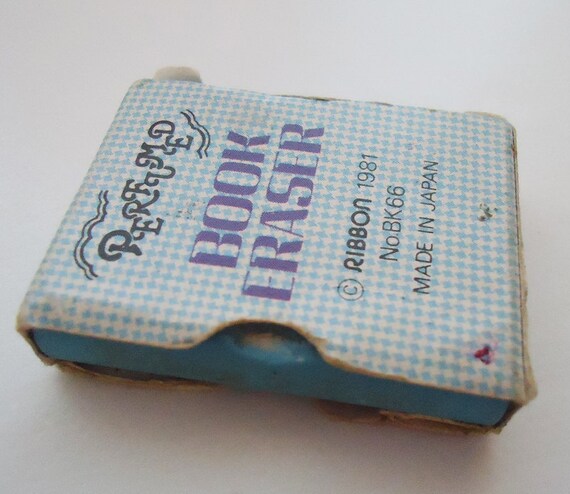 PERFUMED
BOOK
ERASER
© RIBBON 1981
No.BK66
MADE IN JAPAN